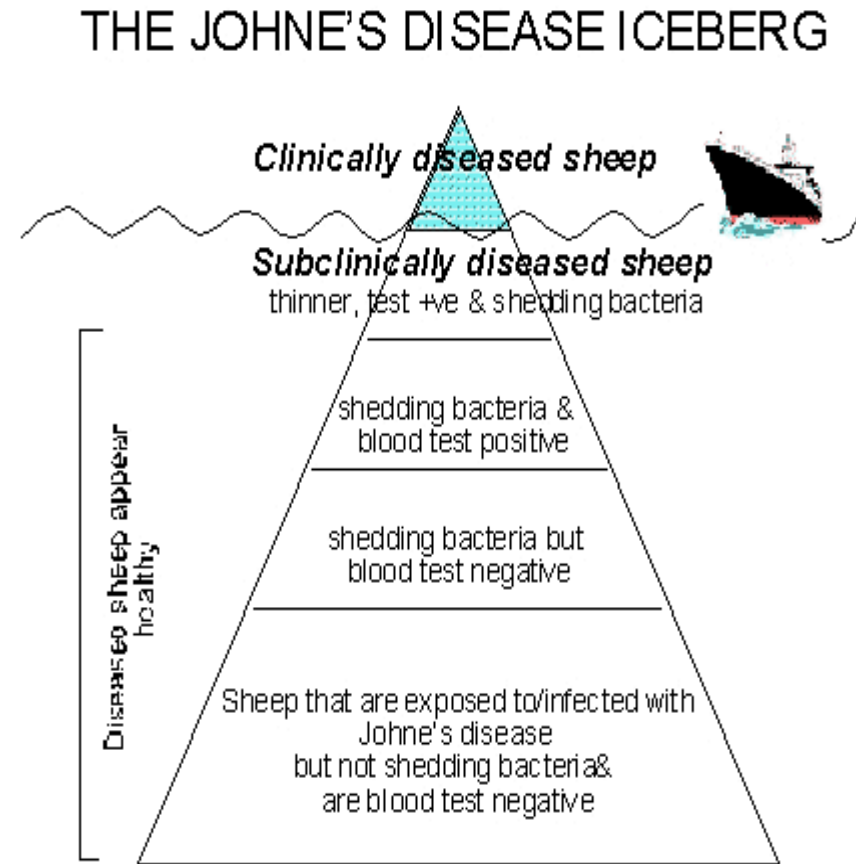 THE JOHNE'S DISEASE ICEBERG
Clinically diseased sheep
Subclinically diseased sheep
thinner, test +ve & shedding bacteria
shedding bacteria &
blood test positive
shedding bacteria but
blood test negative
Diseased sheep appear
healthy
Sheep that are exposed to/infected with
Johne's disease
but not shedding bacteria&
are blood test negative